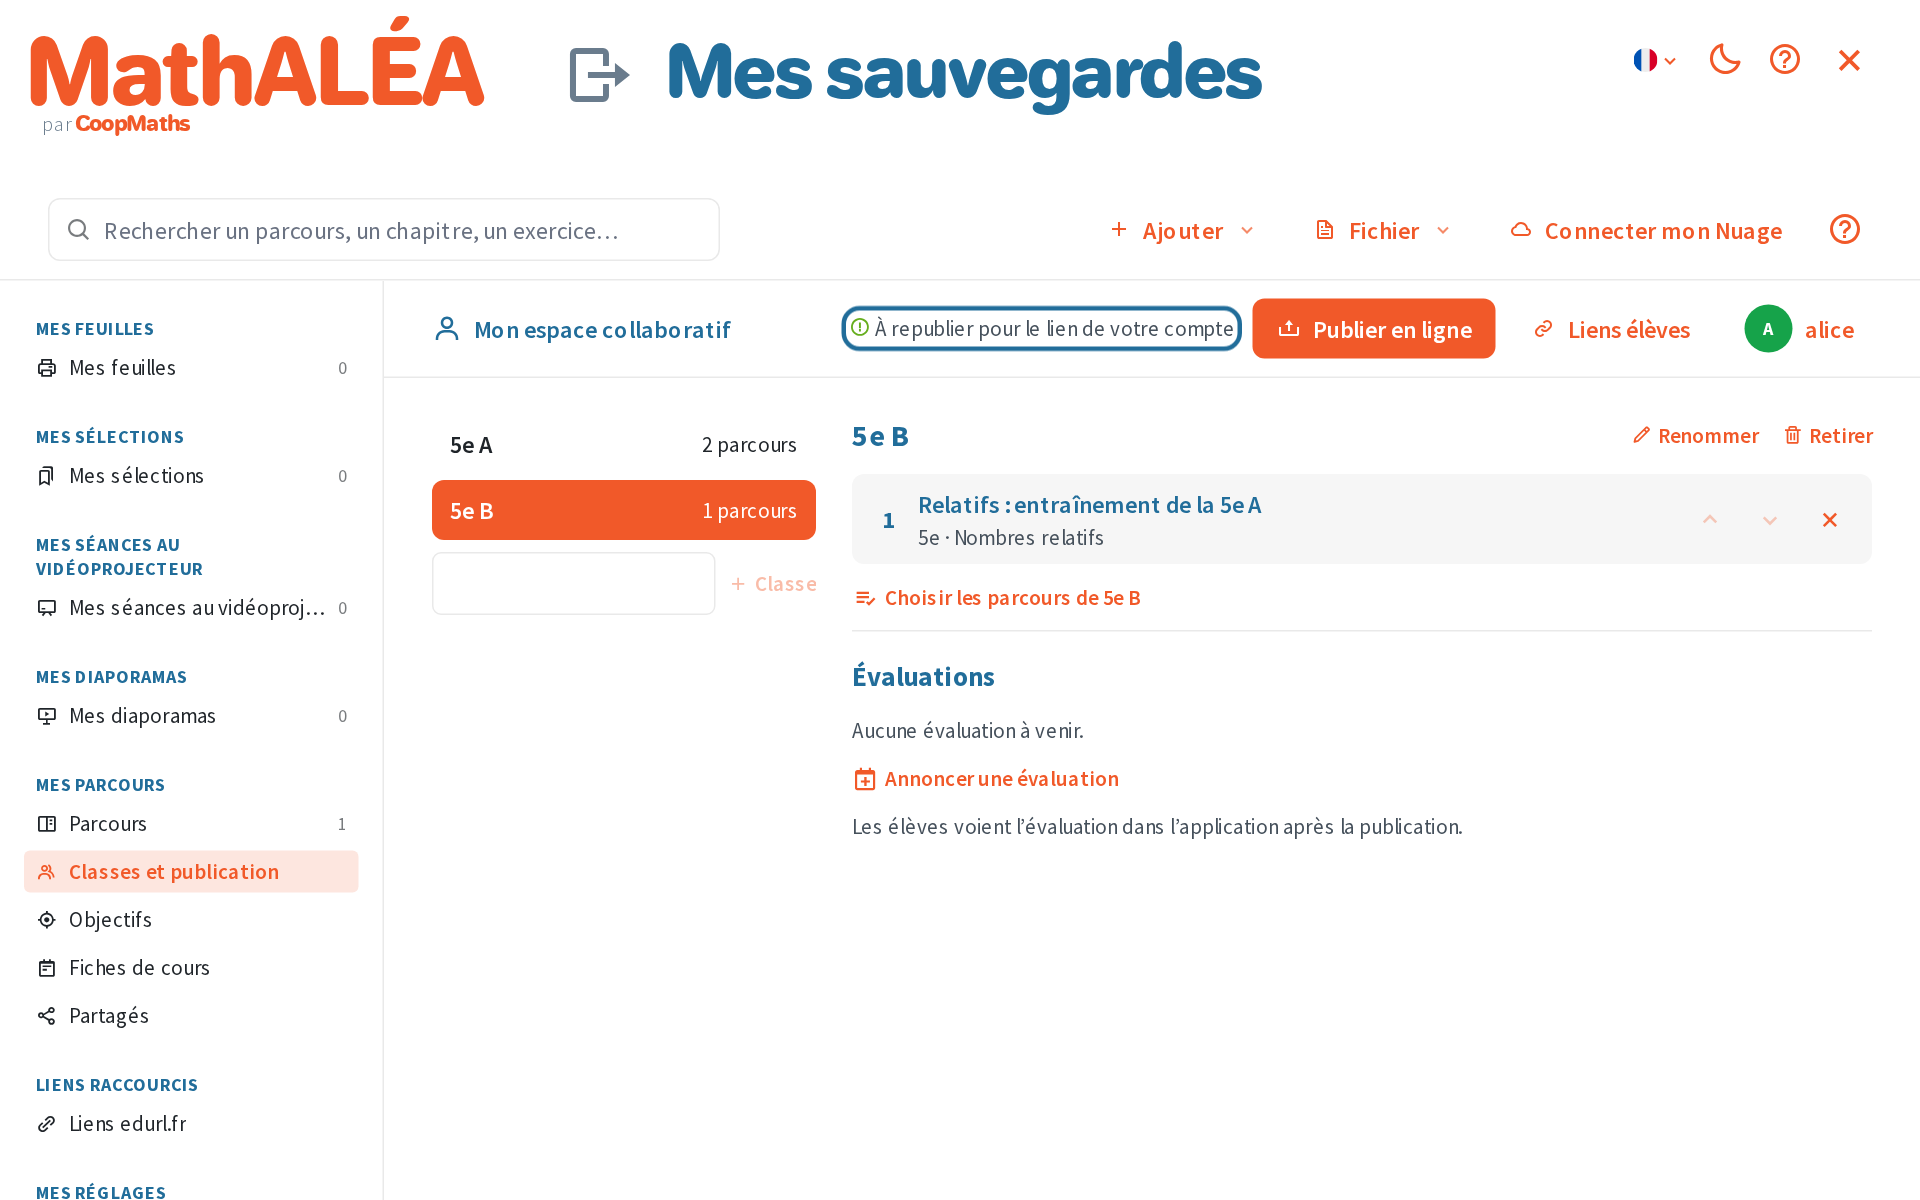 MathALÉA
par CoopMaths
Mes sauvegardes
Rechercher un parcours, un chapitre, un exercice…
Ajouter
Fichier
Connecter mon Nuage
MES FEUILLES
Mes feuilles 0
MES SÉLECTIONS
Mes sélections 0
MES SÉANCES AU
VIDÉOPROJECTEUR
Mes séances au vidéoproj… 0
MES DIAPORAMAS
Mes diaporamas 0
MES PARCOURS
Parcours 1
Classes et publication
Objectifs
Fiches de cours
Partagés
LIENS RACCOURCIS
Liens edurl.fr
MES RÉGLAGES
Mon espace collaboratif
À republier pour le lien de votre compte
Publier en ligne
Liens élèves
A alice
5e A 2 parcours
5e B 1 parcours
+ Classe
5e B
Renommer
Retirer
1 Relatifs : entraînement de la 5e A
5e · Nombres relatifs
Choisir les parcours de 5e B
Évaluations
Aucune évaluation à venir.
Annoncer une évaluation
Les élèves voient l’évaluation dans l’application après la publication.